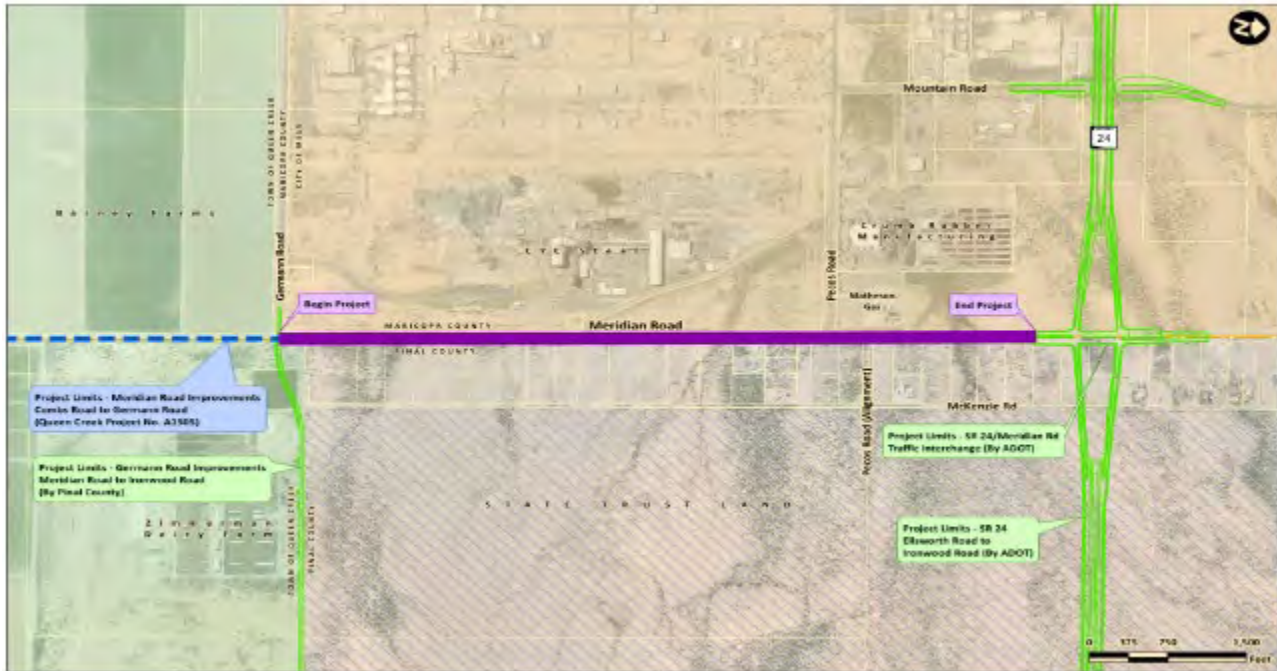 N
Mountain Road
24
TOWN OF QUEEN CREEK
MARICOPA COUNTY
CITY OF MESA
Barney Farms
Germann Road
CTC Steel
Crumb Rubber
Manufacturing
Pecos Road
Begin Project
MARICOPA COUNTY
Meridian Road
Matheson
End Project
PINAL COUNTY
Project Limits - Meridian Road Improvements
Combs Road to Germann Road
(Queen Creek Project No. A1505)
McKenzie Rd
Pecos Road (Alignment)
Project Limits - SR 24/Meridian Rd
Traffic Interchange (By ADOT)
Project Limits - Germann Road Improvements
Meridian Road to Ironwood Road
(By Pinal County)
STATE TRUST LAND
Zimmerman
Dairy Farm
TOWN OF QUEEN CREEK
PINAL COUNTY
Project Limits - SR 24
Ellsworth Road to
Ironwood Road (By ADOT)
0 375 750 1,500
Feet